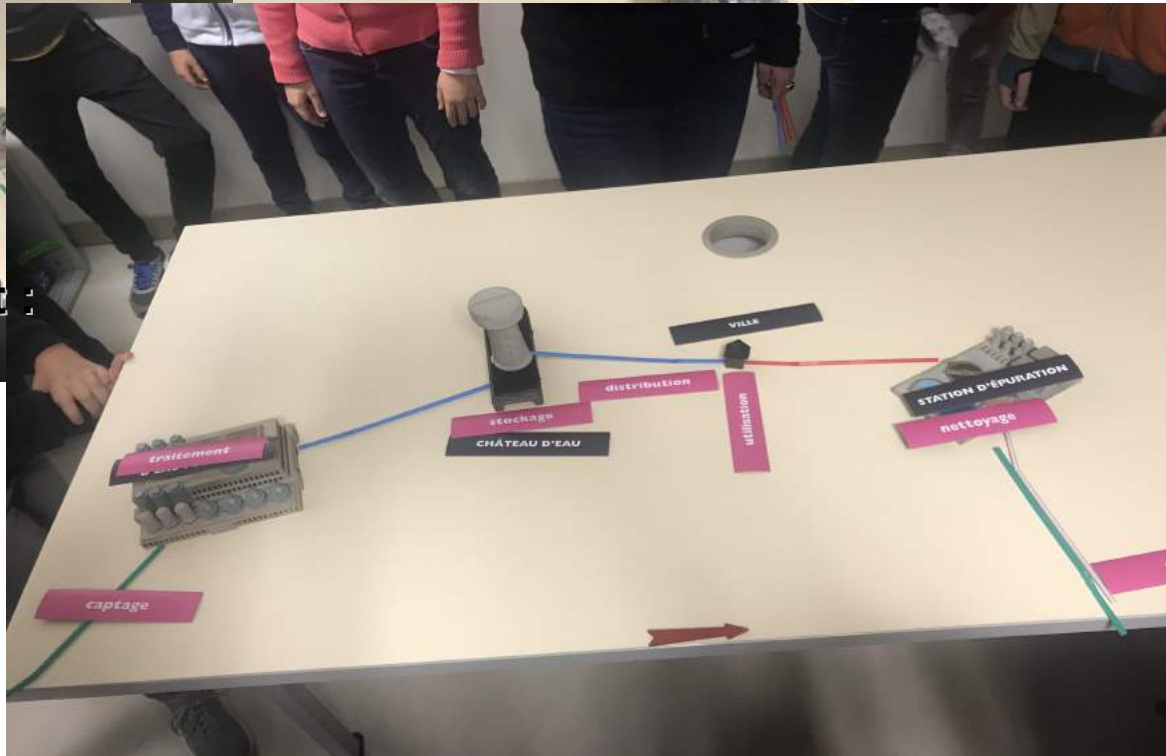 t :
VILLE
distribution
utilisation
STATION D'ÉPURATION
nettoyage
stockage
CHÂTEAU D'EAU
traitement
captage